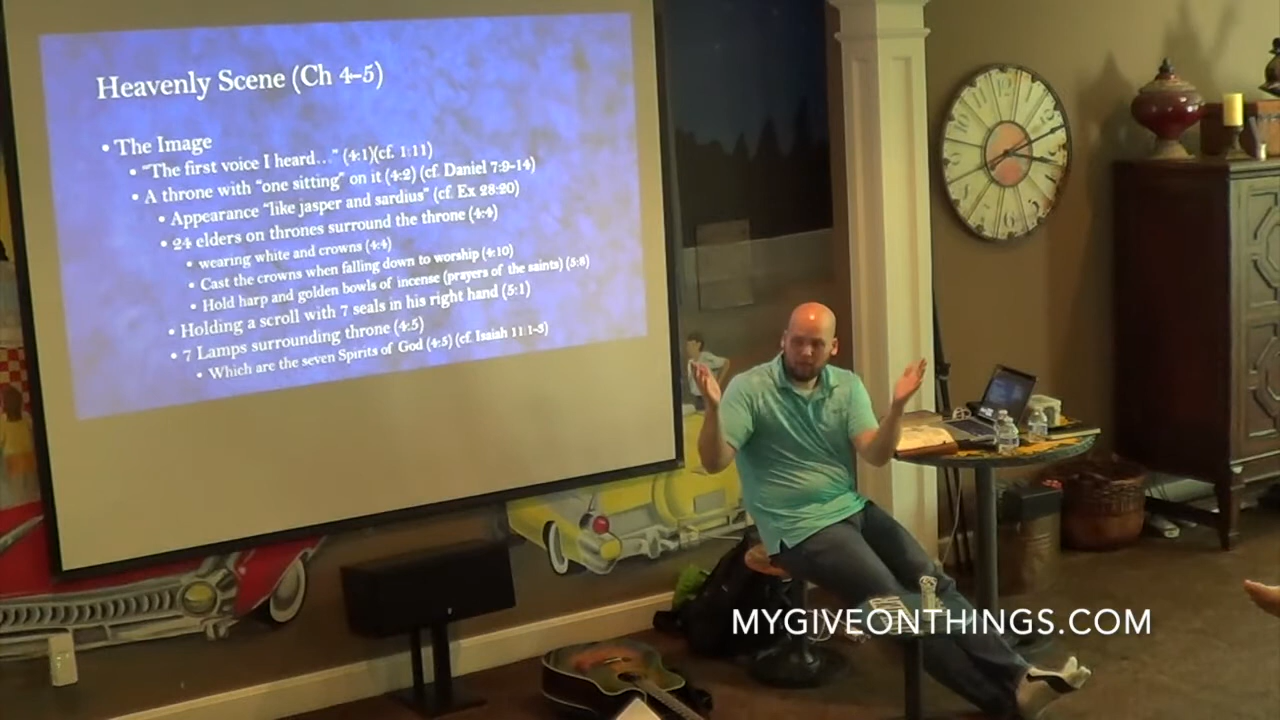 Heavenly Scene (Ch 4-5)
• The Image
• "The first voice I heard…" (4:1)(cf. 1:11)
• A throne with "one sitting" on it (4:2) (cf. Daniel 7:9-14)
• Appearance "like jasper and sardius" (cf. Ex 28:20)
• 24 elders on thrones surround the throne (4:4)
• wearing white and crowns (4:4)
• Cast the crowns when falling down to worship (4:10)
• Hold harp and golden bowls of incense (prayers of the saints) (5:8)
• Holding a scroll with 7 seals in his right hand (5:1)
• 7 Lamps surrounding throne (4:5)
• Which are the seven Spirits of God (4:5) (cf. Isaiah 11:1-3)
MYGIVEONTHINGS.COM